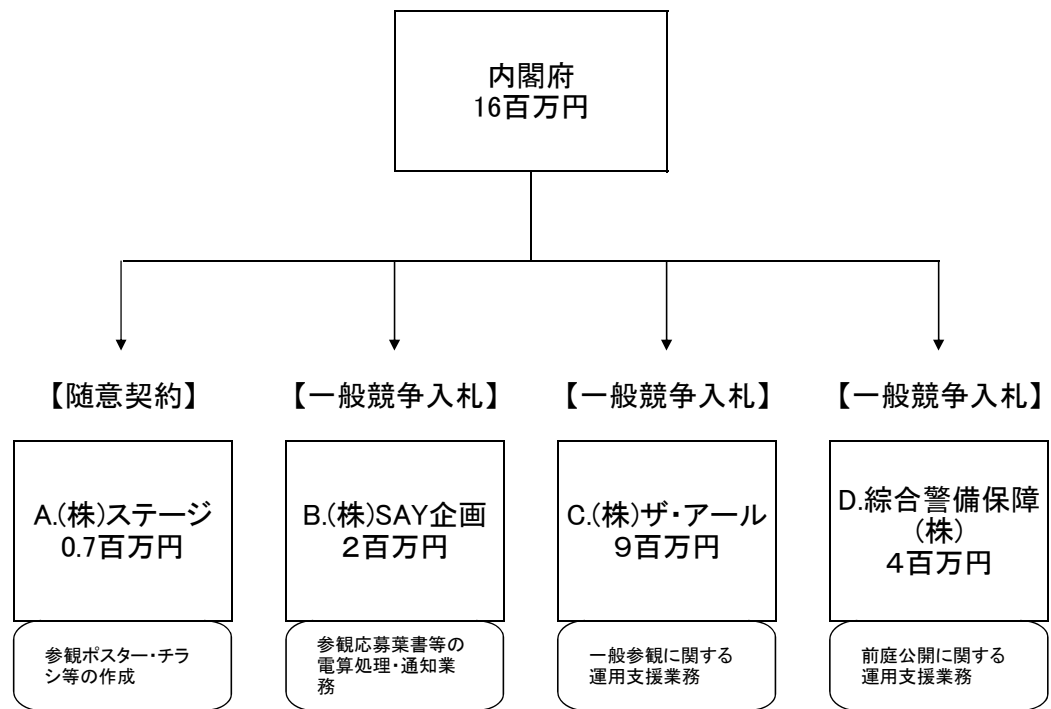 内閣府
16百万円
【随意契約】
【一般競争入札】
【一般競争入札】
【一般競争入札】
A.(株)ステージ
0.7百万円
B.(株)SAY企画
２百万円
C.(株)ザ・アール
９百万円
D.綜合警備保障
(株)
４百万円
参観ポスター・チラ
シ等の作成
参観応募葉書等の
電算処理・通知業
務
一般参観に関する
運用支援業務
前庭公開に関する
運用支援業務